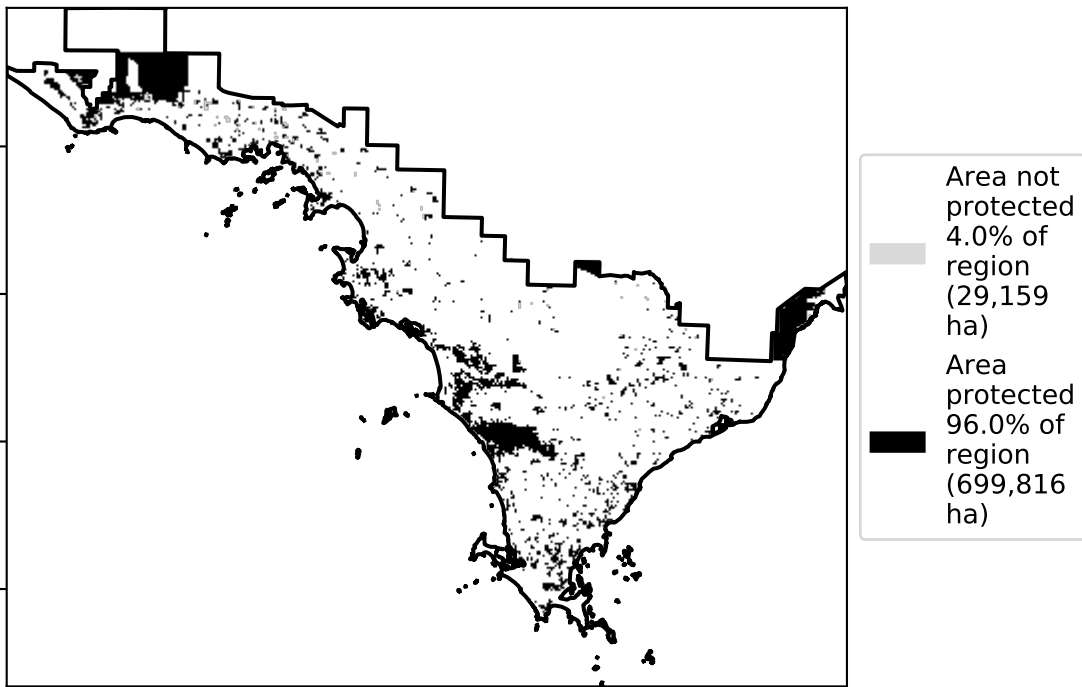 Area not
protected
4.0% of
region
(29,159
ha)
Area
protected
96.0% of
region
(699,816
ha)